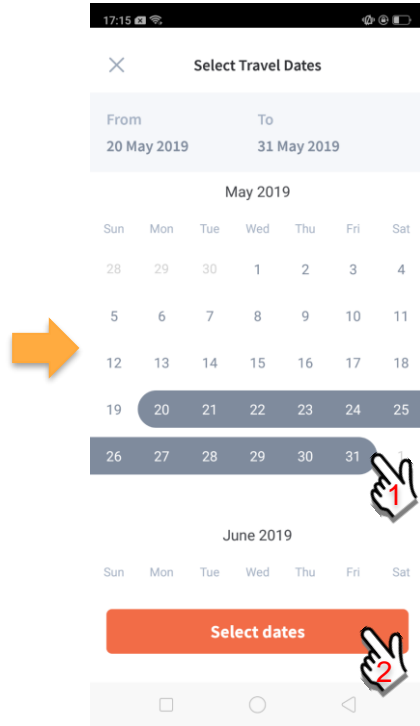 17:15
Select Travel Dates
From To
20 May 2019 31 May 2019
May 2019
Sun Mon Tue Wed Thu Fri Sat
28 29 30 1 2 3 4
5 6 7 8 9 10 11
12 13 14 15 16 17 18
19 20 21 22 23 24 25
26 27 28 29 30 31 1
1
June 2019
Sun Mon Tue Wed Thu Fri Sat
Select dates
2